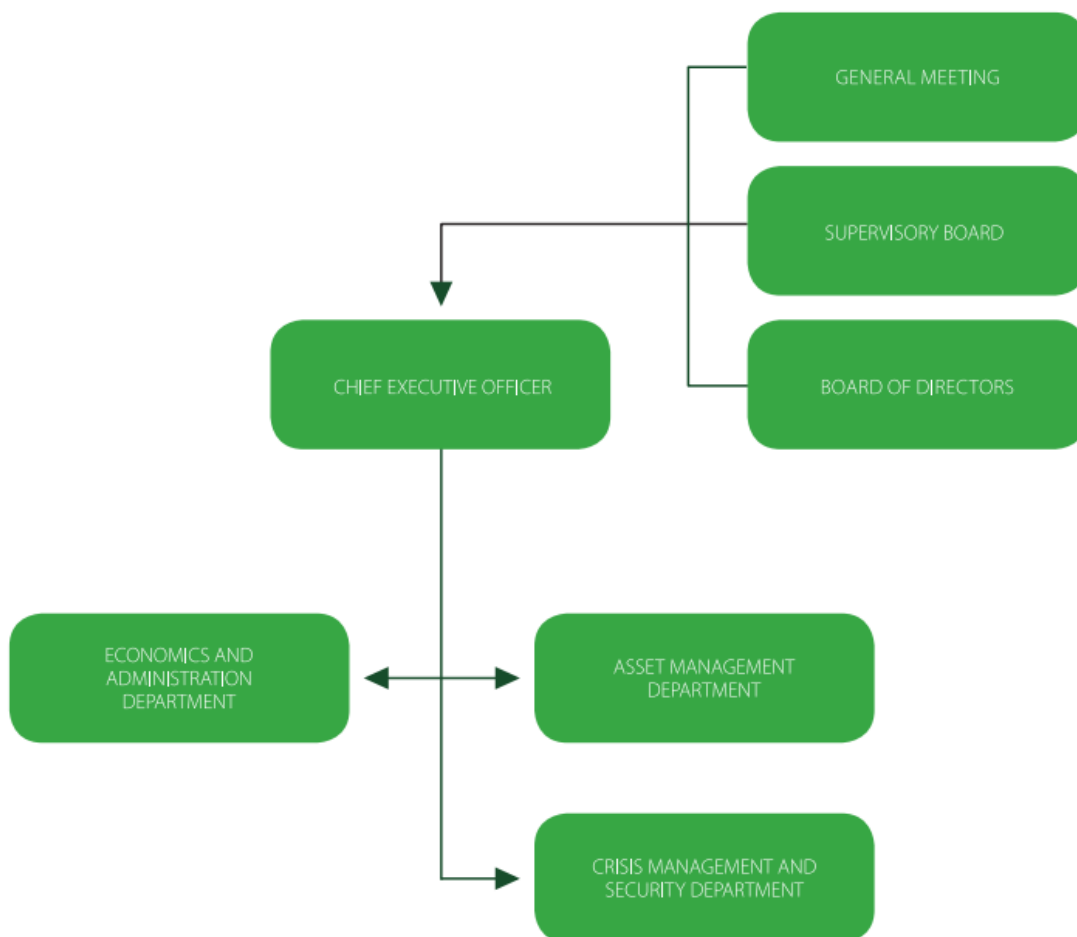 GENERAL MEETING
SUPERVISORY BOARD
CHIEF EXECUTIVE OFFICER
BOARD OF DIRECTORS
ECONOMICS AND
ADMINISTRATION
DEPARTMENT
ASSET MANAGEMENT
DEPARTMENT
CRISIS MANAGEMENT AND
SECURITY DEPARTMENT